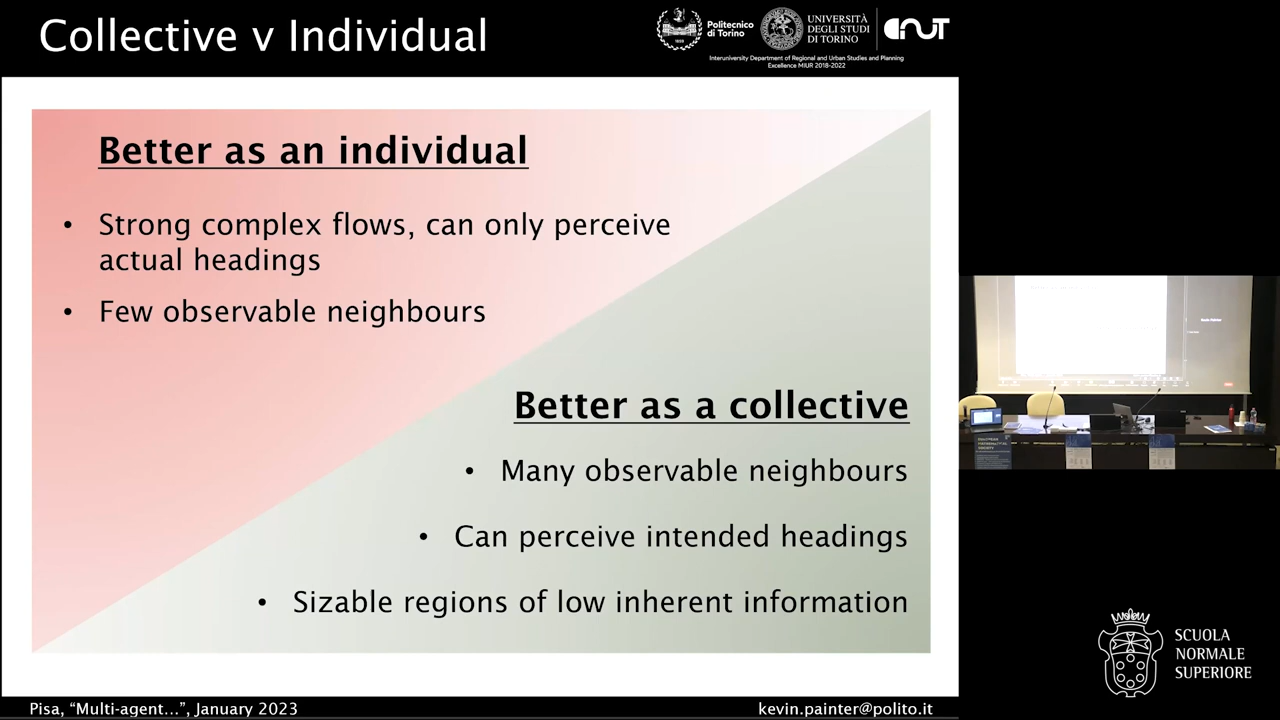 Collective v Individual
Politecnico
di Torino
1859
UNIVERSITÀ
DEGLI STUDI
DI TORINO
Interuniversity Department of Regional and Urban Studies and Planning
Excellence MIUR 2018-2022
Better as an individual
• Strong complex flows, can only perceive
actual headings
• Few observable neighbours
Better as a collective
• Many observable neighbours
• Can perceive intended headings
• Sizable regions of low inherent information
SCUOLA
NORMALE
SUPERIORE
Pisa, “Multi-agent...”, January 2023
kevin.painter@polito.it